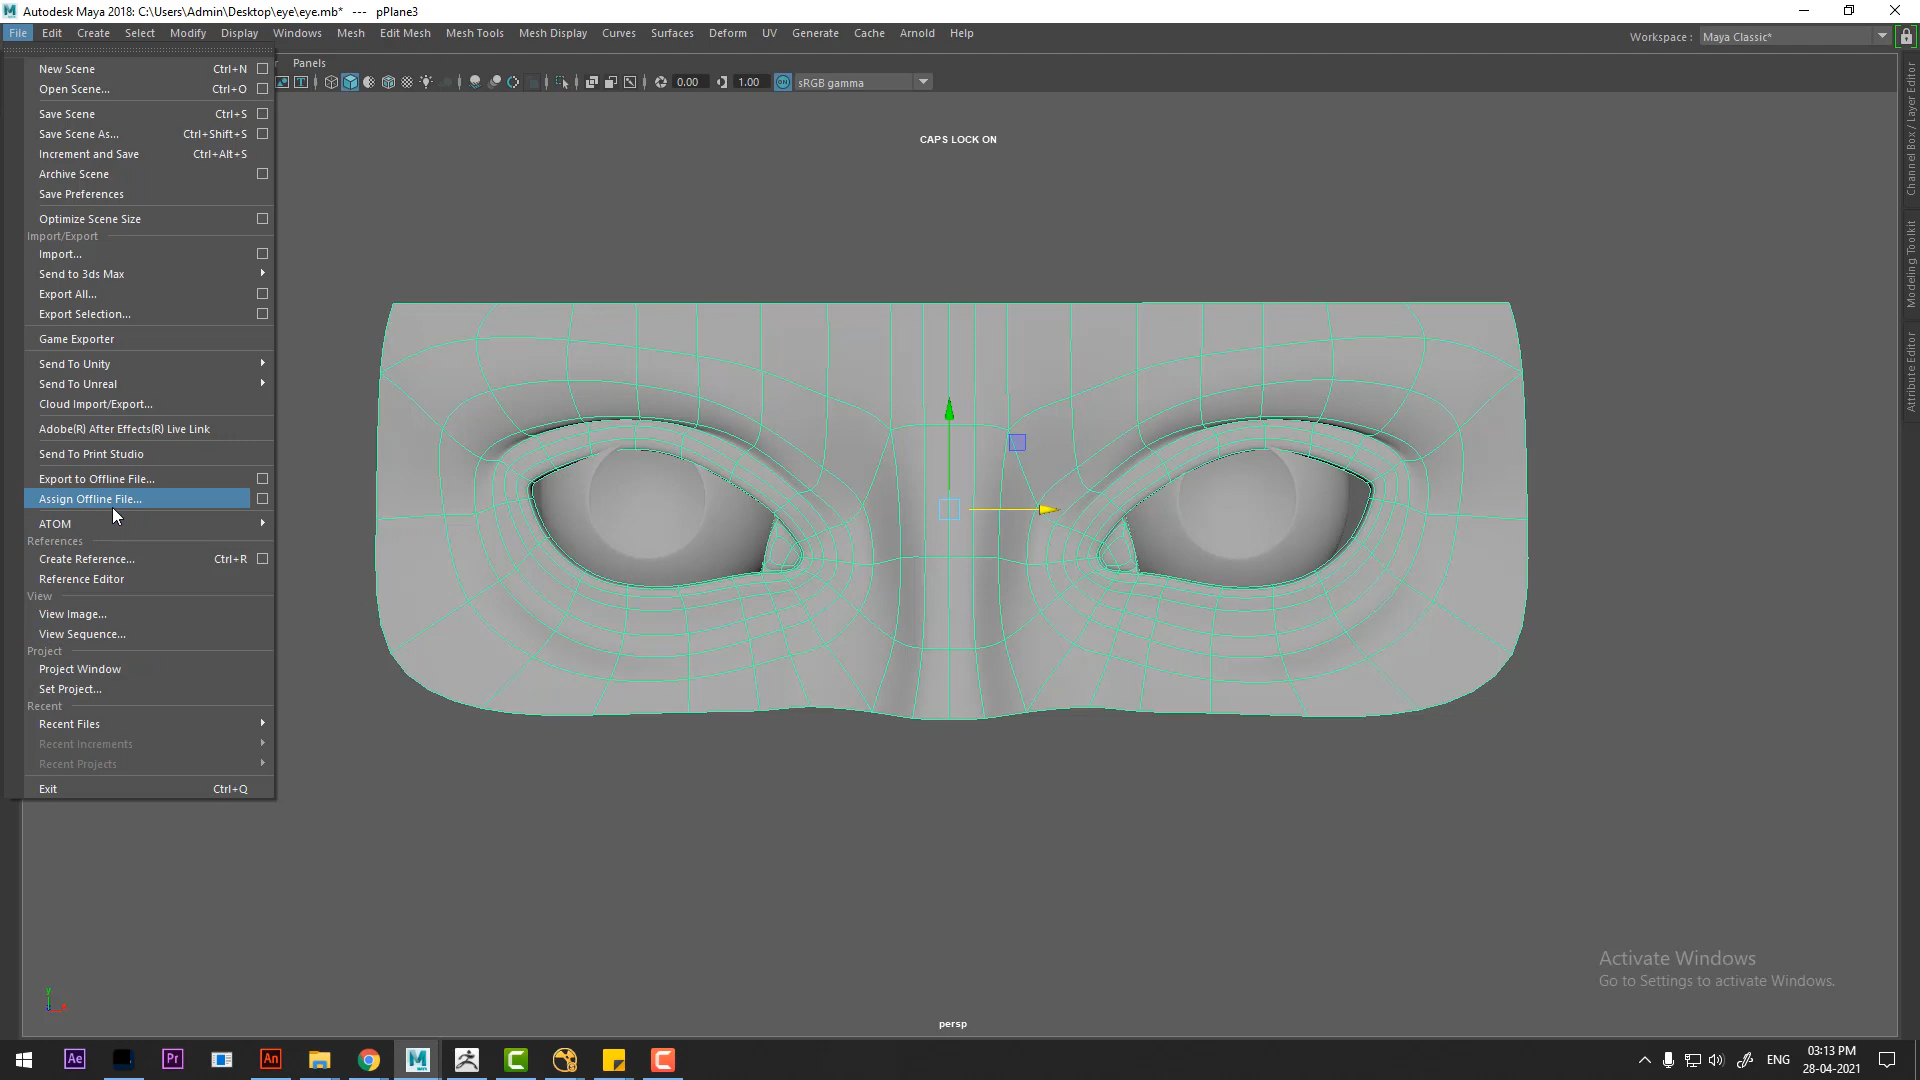 Autodesk Maya 2018: C:\Users\Admin\Desktop\eye\eye.mb*   ---   pPlane3
File Edit Create Select Modify Display Windows Mesh Edit Mesh Mesh Tools Mesh Display Curves Surfaces Deform UV Generate Cache Arnold Help
Workspace : Maya Classic*
Panels
0.00 1.00 ON sRGB gamma
CAPS LOCK ON
New Scene Ctrl+N
Open Scene... Ctrl+O
Save Scene Ctrl+S
Save Scene As... Ctrl+Shift+S
Increment and Save Ctrl+Alt+S
Archive Scene
Save Preferences
Optimize Scene Size
Import/Export
Import...
Send to 3ds Max
Export All...
Export Selection...
Game Exporter
Send To Unity
Send To Unreal
Cloud Import/Export...
Adobe(R) After Effects(R) Live Link
Send To Print Studio
Export to Offline File...
Assign Offline File...
ATOM
References
Create Reference... Ctrl+R
Reference Editor
View
View Image...
View Sequence...
Project
Project Window
Set Project...
Recent
Recent Files
Recent Increments
Recent Projects
Exit Ctrl+Q
Channel Box / Layer Editor
Modeling Toolkit
Attribute Editor
Activate Windows
Go to Settings to activate Windows.
y
persp
Ae Pr An M C C
ENG
03:13 PM
28-04-2021